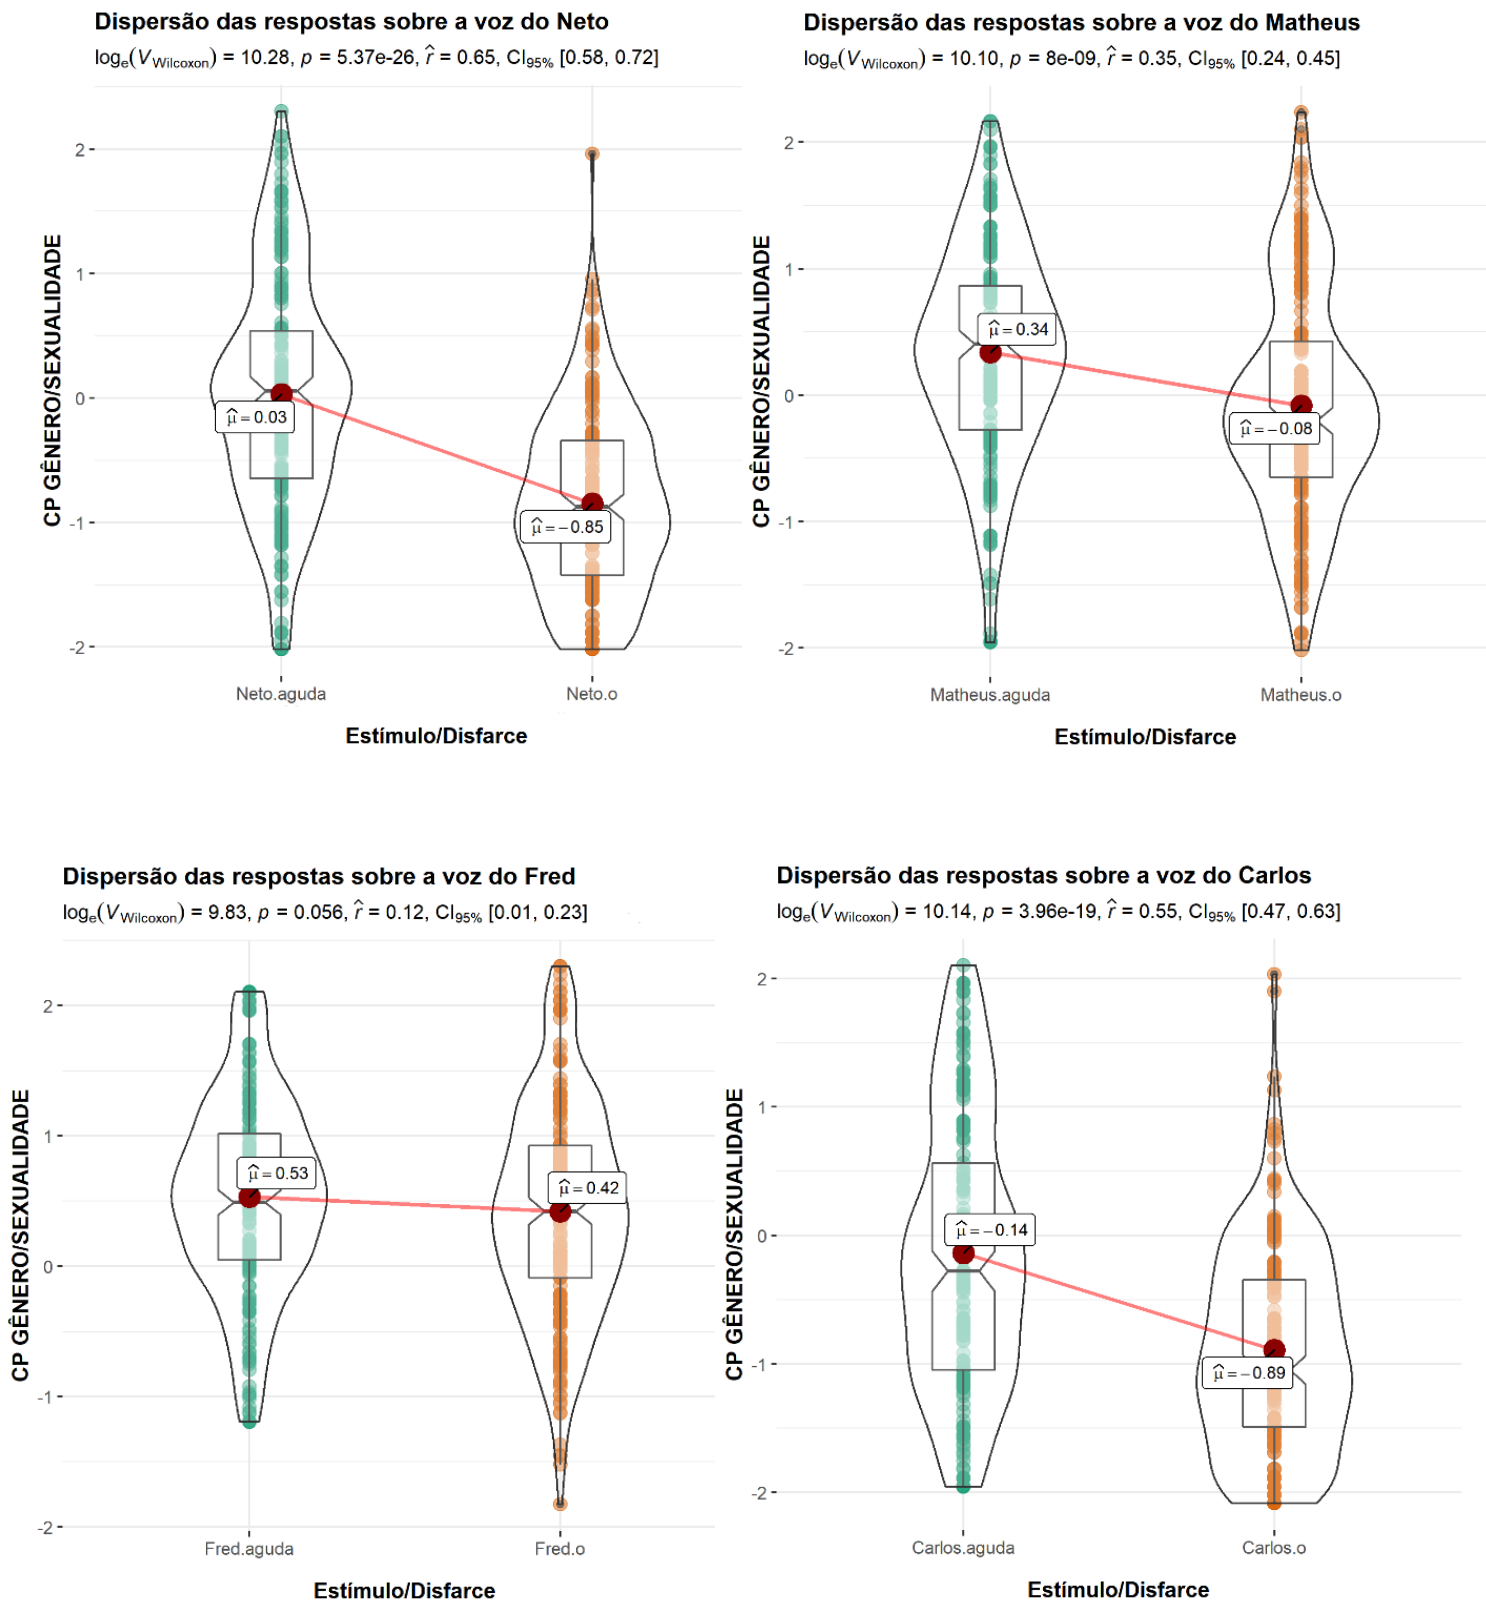 Dispersão das respostas sobre a voz do Neto
logₑ(V_Wilcoxon) = 10.28, p = 5.37e-26, r̂ = 0.65, CI₉₅% [0.58, 0.72]
CP GÊNERO/SEXUALIDADE
2
1
0
-1
-2
μ̂ = 0.03
μ̂ = −0.85
Neto.aguda
Neto.o
Estímulo/Disfarce
Dispersão das respostas sobre a voz do Matheus
logₑ(V_Wilcoxon) = 10.10, p = 8e-09, r̂ = 0.35, CI₉₅% [0.24, 0.45]
CP GÊNERO/SEXUALIDADE
2
1
0
-1
-2
μ̂ = 0.34
μ̂ = −0.08
Matheus.aguda
Matheus.o
Estímulo/Disfarce
Dispersão das respostas sobre a voz do Fred
logₑ(V_Wilcoxon) = 9.83, p = 0.056, r̂ = 0.12, CI₉₅% [0.01, 0.23]
CP GÊNERO/SEXUALIDADE
2
1
0
-1
-2
μ̂ = 0.53
μ̂ = 0.42
Fred.aguda
Fred.o
Estímulo/Disfarce
Dispersão das respostas sobre a voz do Carlos
logₑ(V_Wilcoxon) = 10.14, p = 3.96e-19, r̂ = 0.55, CI₉₅% [0.47, 0.63]
CP GÊNERO/SEXUALIDADE
2
1
0
-1
-2
μ̂ = −0.14
μ̂ = −0.89
Carlos.aguda
Carlos.o
Estímulo/Disfarce